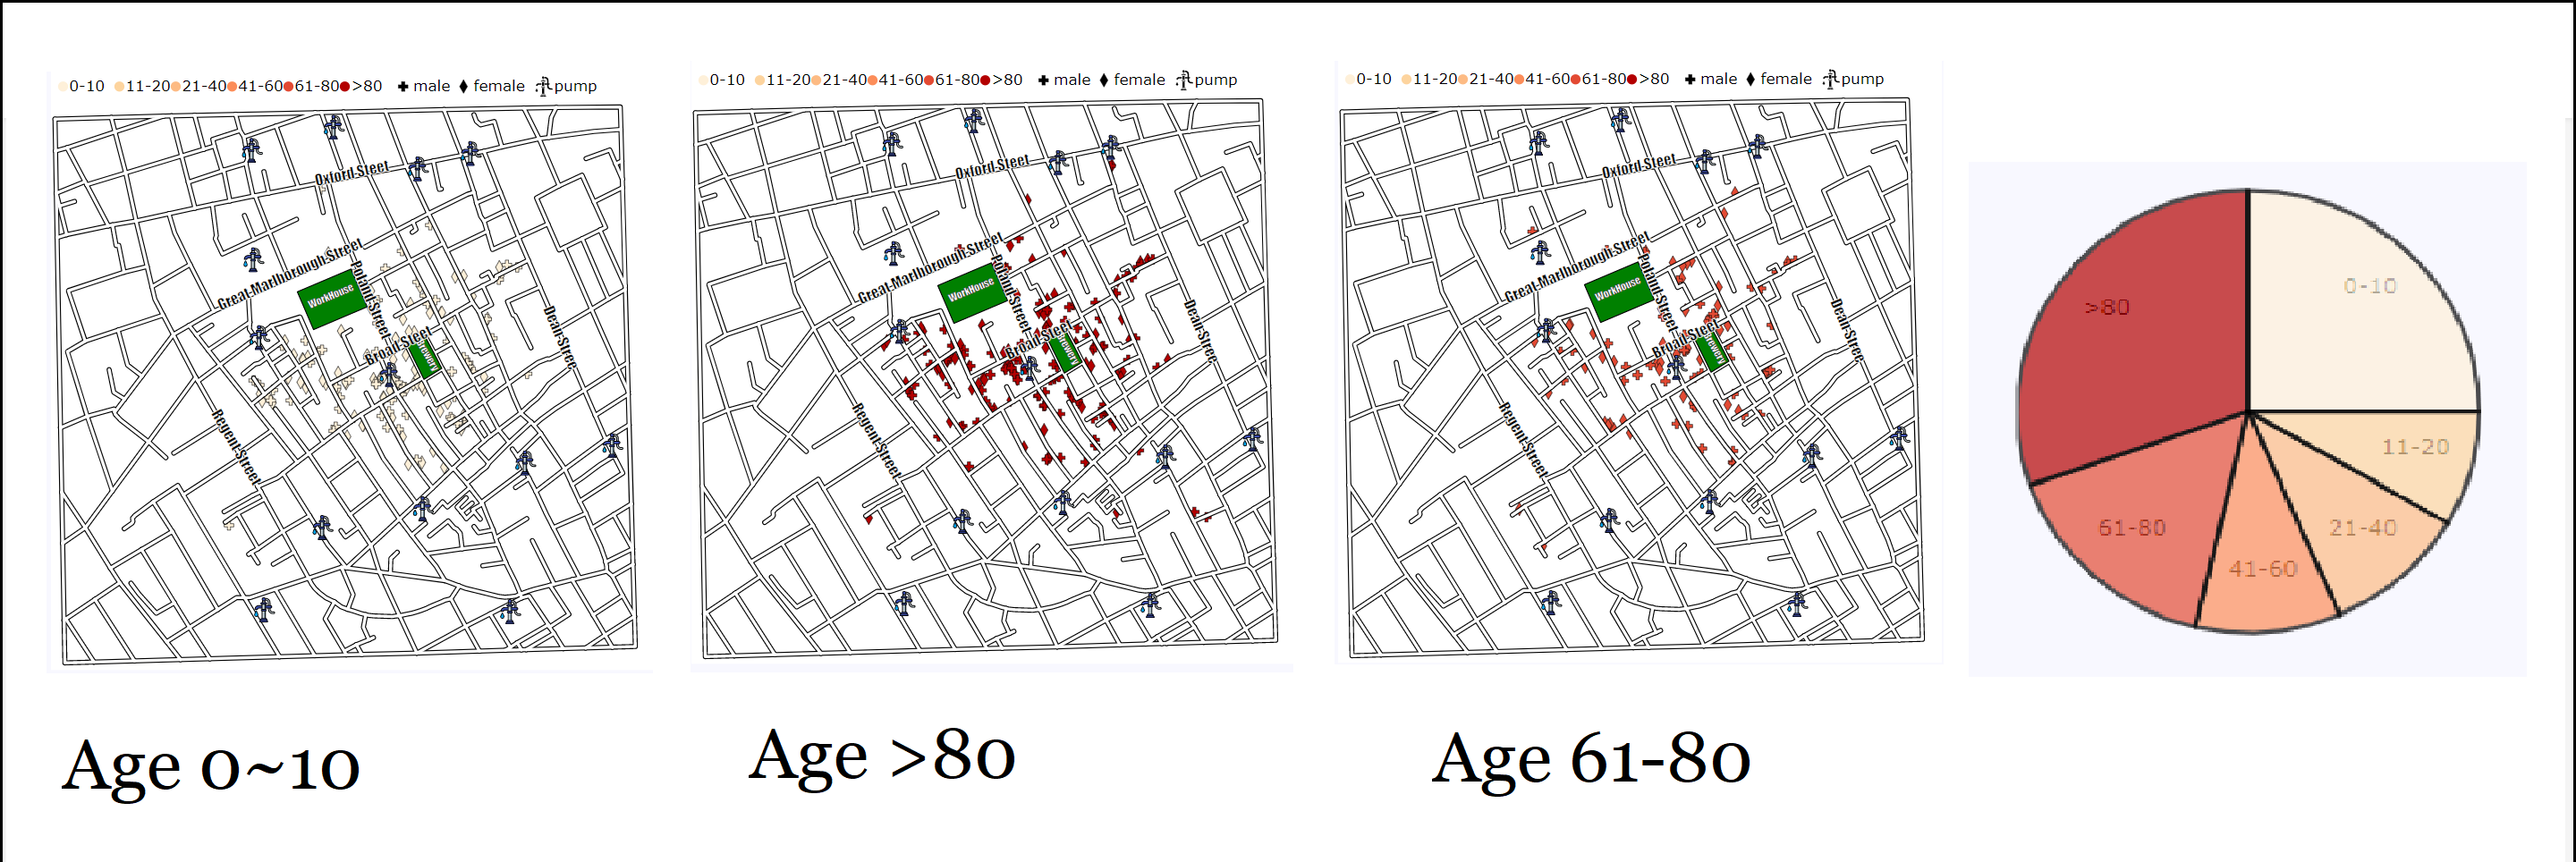 0-10 11-20 21-40 41-60 61-80 >80 male female pump
Oxford Steet
Great Marlborough Street
WorkHouse
Poland Street
Broad Steet
Brewery
Dean Stree
Regent Street
Age 0~10
0-10 11-20 21-40 41-60 61-80 >80 male female pump
Oxford Steet
Great Marlborough Street
WorkHouse
Poland Street
Broad Steet
Brewery
Dean Stree
Regent Street
Age >80
0-10 11-20 21-40 41-60 61-80 >80 male female pump
Oxford Steet
Great Marlborough Street
WorkHouse
Poland Street
Broad Steet
Brewery
Dean Stree
Regent Street
Age 61-80
0-10
>80
11-20
61-80
21-40
41-60